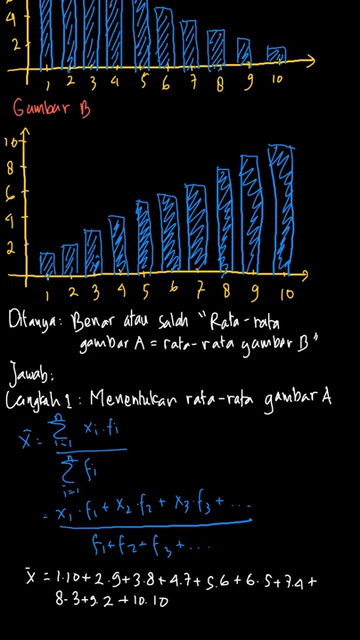 4
2
1 2 3 4 5 6 7 8 9 10
Gambar B
10
8
6
4
2
1 2 3 4 5 6 7 8 9 10
Ditanya: Benar atau salah "Rata-rata
gambar A = rata-rata gambar B"
Jawab:
Langkah 1: Menentukan rata-rata gambar A
x̄ = Σⁿᵢ₌₁ xᵢ.fᵢ
Σⁿᵢ₌₁ fᵢ
= x₁.f₁ + x₂.f₂ + x₃.f₃ + ...
f₁ + f₂ + f₃ + ...
x̄ = 1.10+2.9+3.8+4.7+5.6+6.5+7.4+
8.3+9.2+10.10